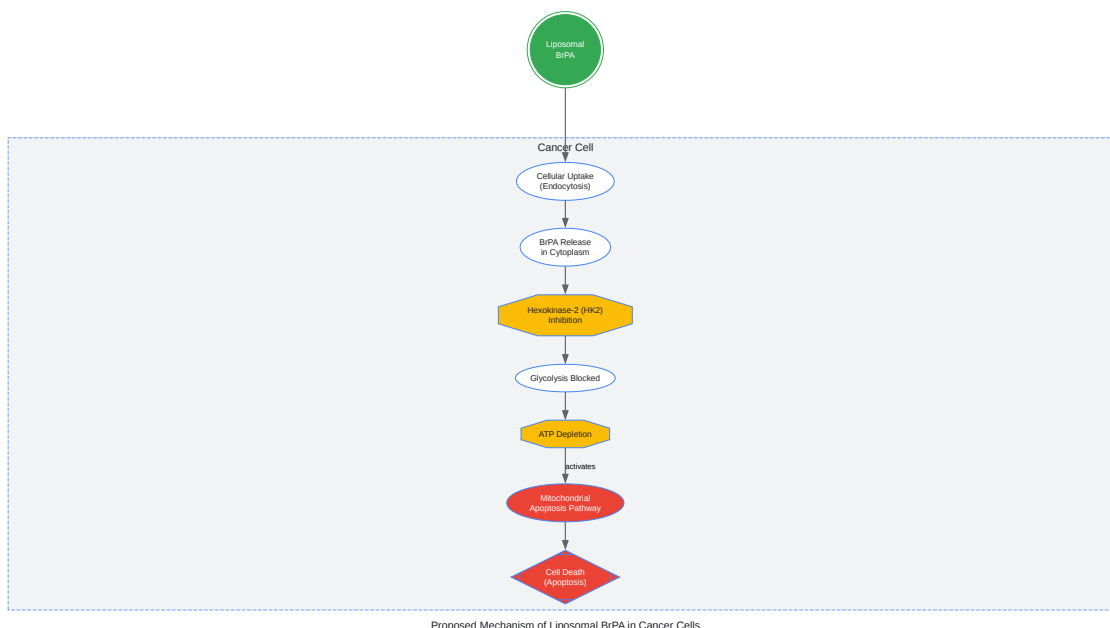 Liposomal
BrPA
Cancer Cell
Cellular Uptake
(Endocytosis)
BrPA Release
in Cytoplasm
Hexokinase-2 (HK2)
Inhibition
Glycolysis Blocked
ATP Depletion
activates
Mitochondrial
Apoptosis Pathway
Cell Death
(Apoptosis)
Proposed Mechanism of Liposomal BrPA in Cancer Cells